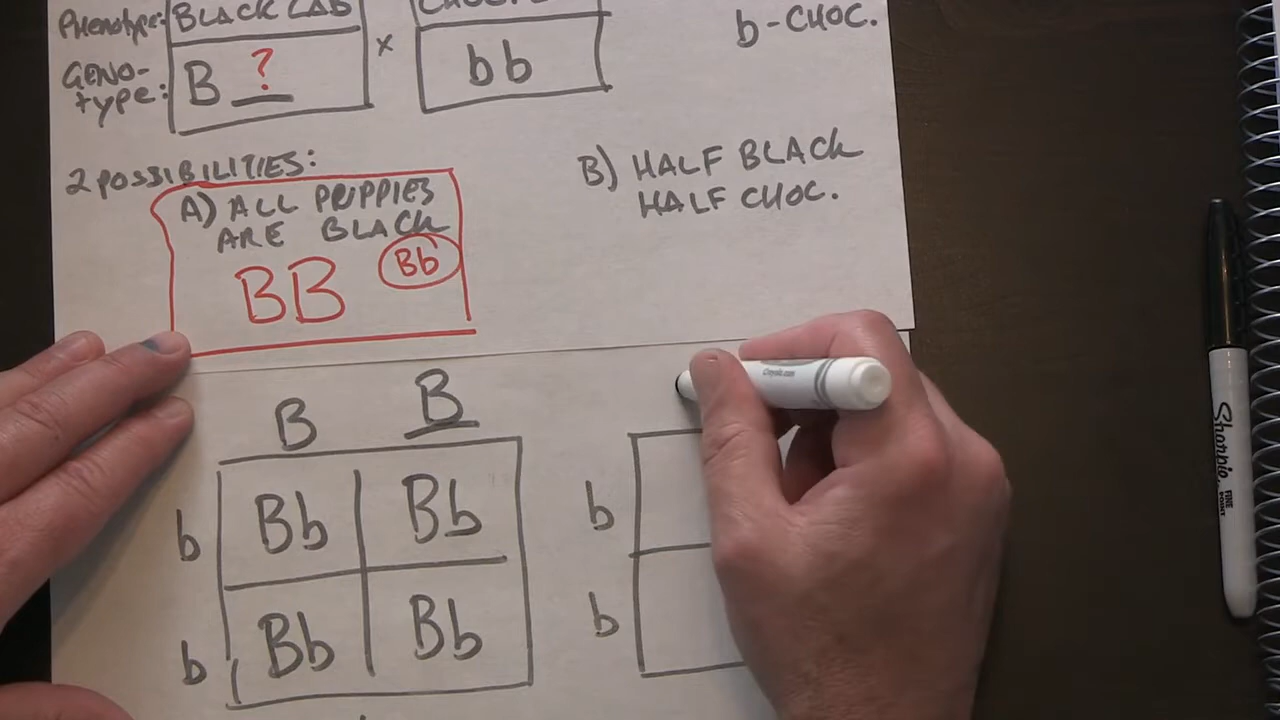 Phenotype: BLACK LAB
b - CHOC.
GENO-
type: B ? x bb
2 POSSIBILITIES:
A) ALL PUPPIES
ARE BLACK
BB Bb
B) HALF BLACK
HALF CHOC.
B B
b Bb Bb
b Bb Bb
b
b
Sharpie
FINE
POINT